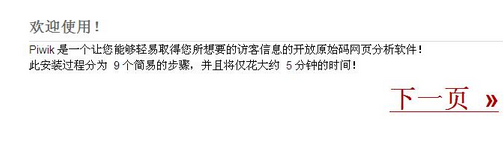 欢迎使用!
Piwik 是一个让您能够轻易取得您所想要的访客信息的开放原始码网页分析软件!
此安装过程分为 9 个简易的步骤，并且将仅花大约 5 分钟的时间!
下一页 »